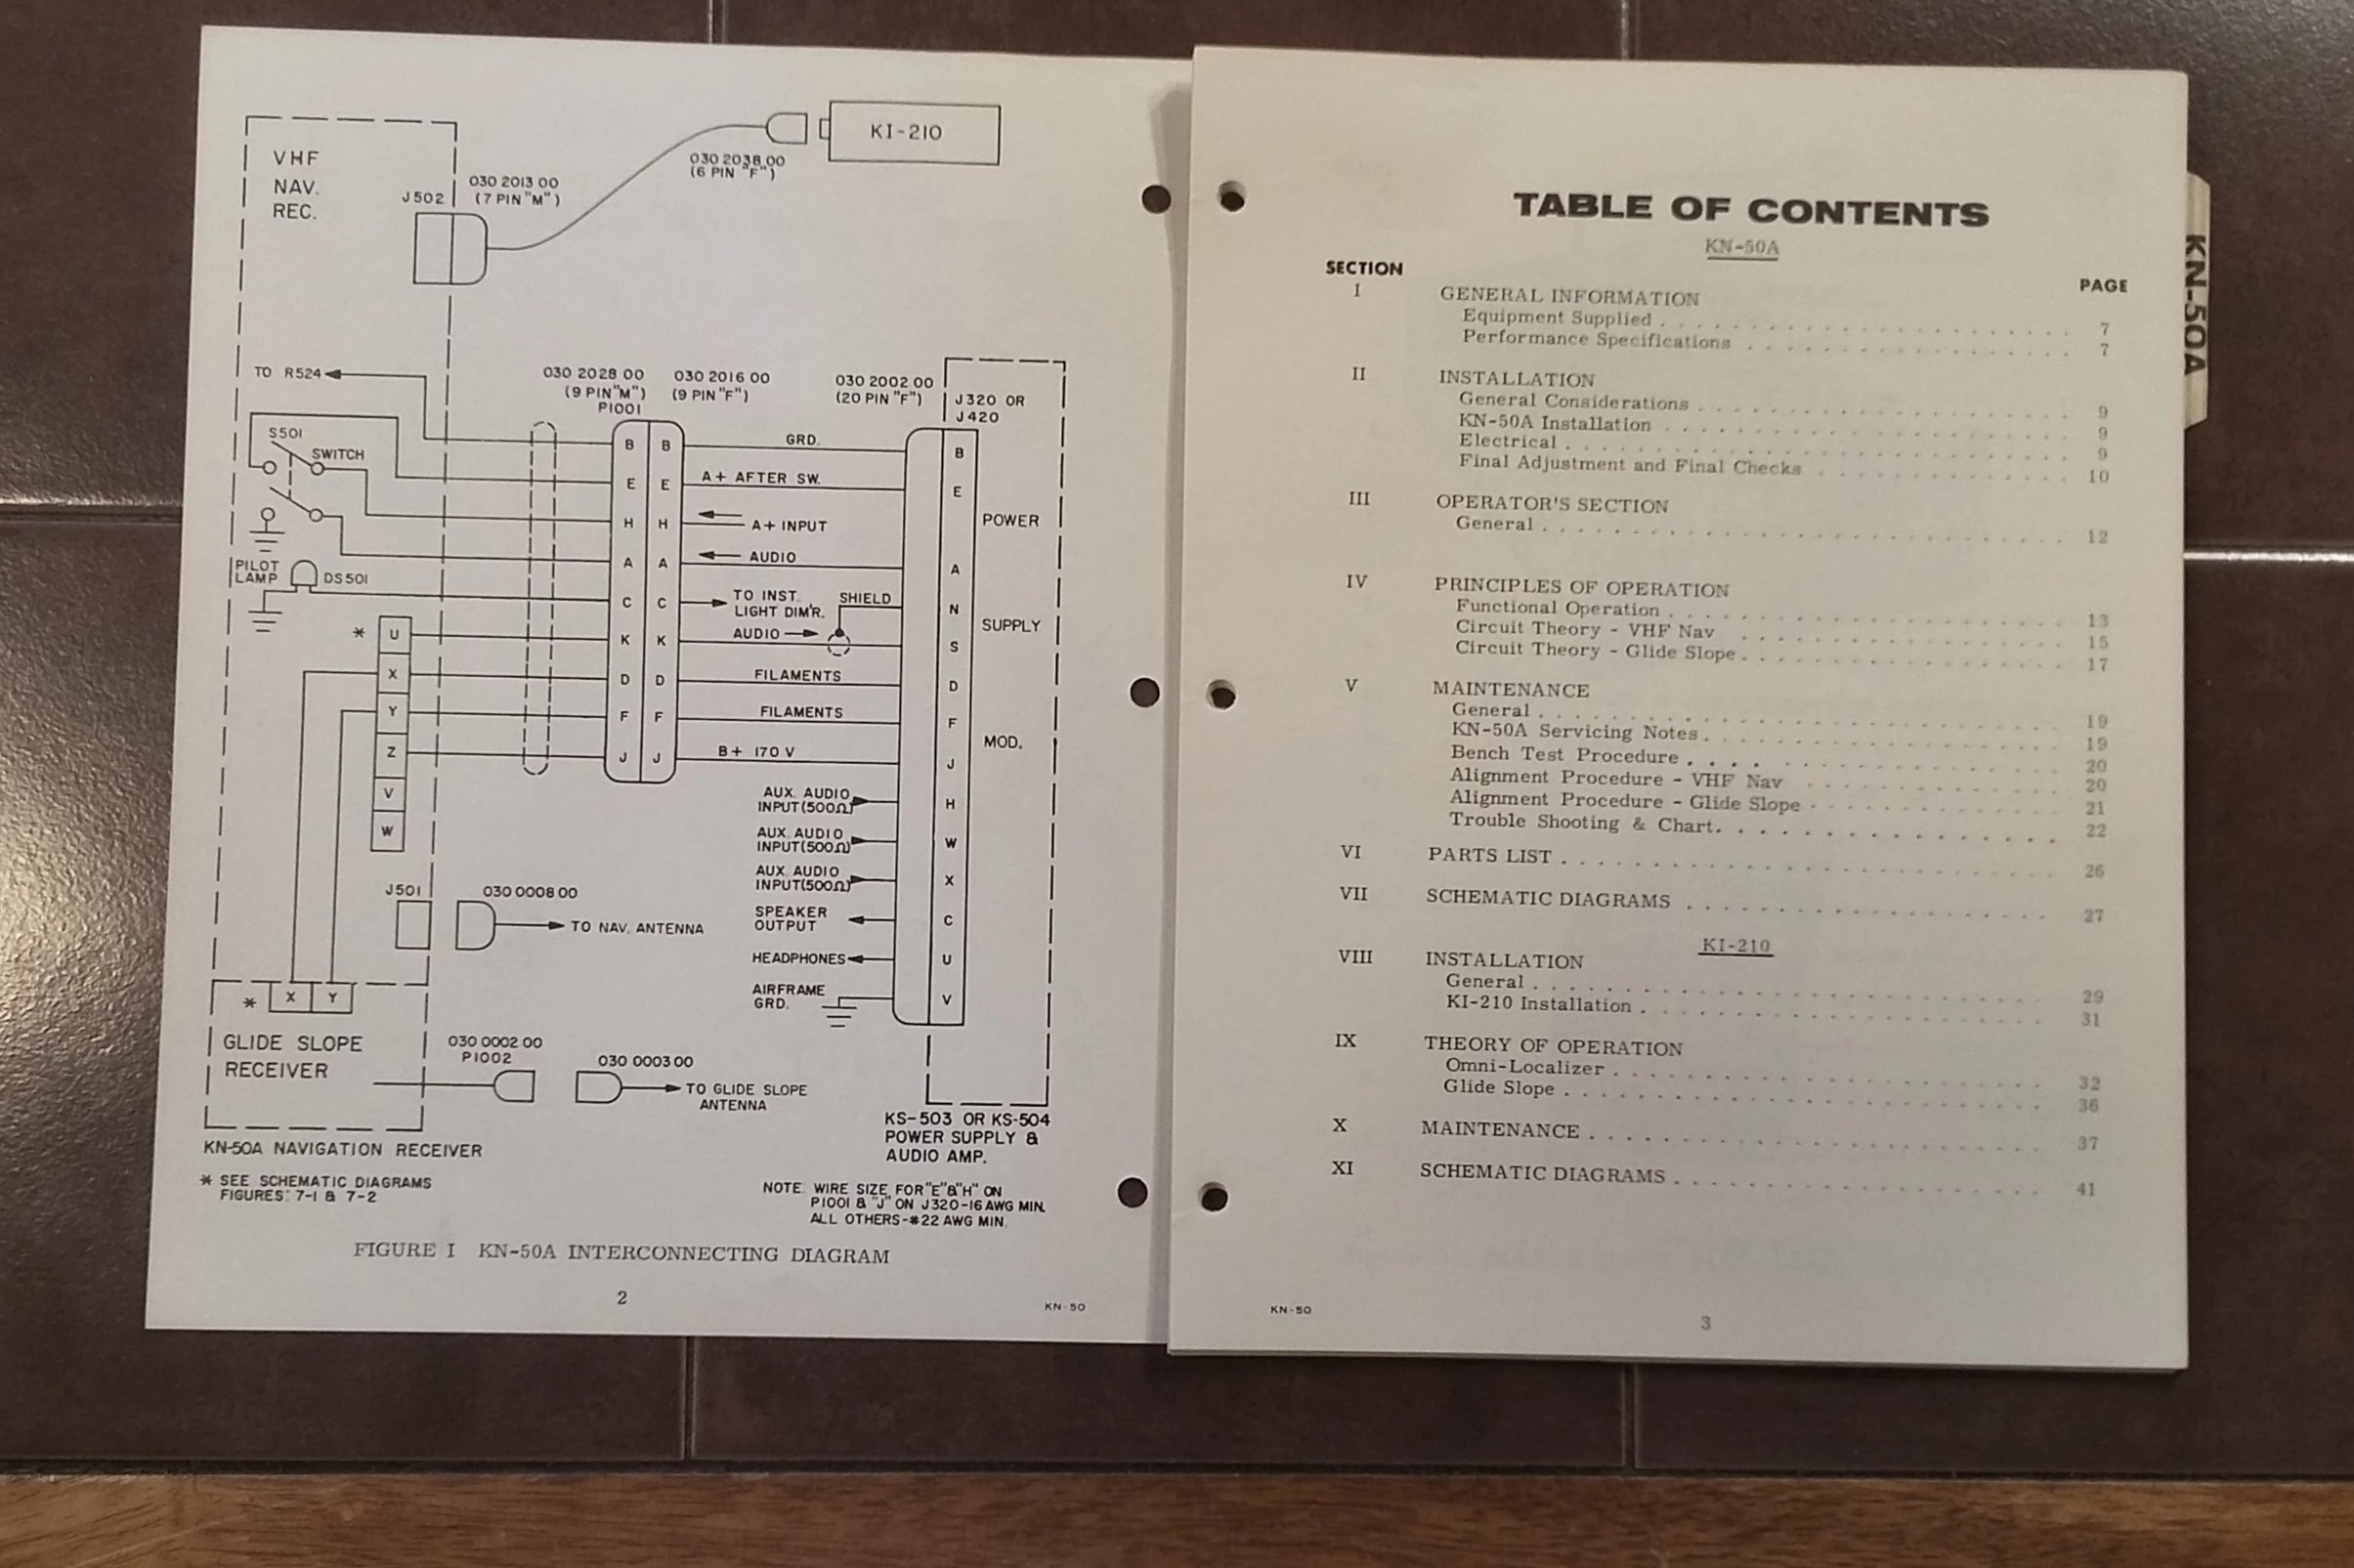 VHF
NAV.
REC.
J502
030 2013 00
(7 PIN "M")
030 2038 00
(6 PIN "F")
KI-210
TO R524
030 2028 00
(9 PIN "M")
P1001
030 2016 00
(9 PIN "F")
030 2002 00
(20 PIN "F")
J320 OR
J420
S501
SWITCH
PILOT
LAMP
DS501
B B GRD. B
E E A+ AFTER SW. E
H H A+ INPUT
A A AUDIO A
C C TO INST.
LIGHT DIM'R.
SHIELD N
K K AUDIO S
D D FILAMENTS D
F F FILAMENTS F
J J B+ 170 V J
POWER
SUPPLY
MOD.
* U
X
Y
Z
V
W
AUX. AUDIO
INPUT(500Ω) H
AUX. AUDIO
INPUT(500Ω) W
AUX. AUDIO
INPUT(500Ω) X
SPEAKER
OUTPUT C
HEADPHONES U
AIRFRAME
GRD. V
J501
030 0008 00
TO NAV. ANTENNA
* X Y
GLIDE SLOPE
RECEIVER
030 0002 00
P1002
030 0003 00
TO GLIDE SLOPE
ANTENNA
KS-503 OR KS-504
POWER SUPPLY &
AUDIO AMP.
KN-50A NAVIGATION RECEIVER
* SEE SCHEMATIC DIAGRAMS
FIGURES: 7-1 & 7-2
NOTE: WIRE SIZE FOR "E"&"H" ON
P1001 & "J" ON J320-16 AWG MIN.
ALL OTHERS-#22 AWG MIN.
FIGURE I KN-50A INTERCONNECTING DIAGRAM
2
KN-50
TABLE OF CONTENTS
KN-50A
SECTION PAGE
I GENERAL INFORMATION
Equipment Supplied . . . . . 7
Performance Specifications . . . . . 7
II INSTALLATION
General Considerations . . . . . 9
KN-50A Installation . . . . . 9
Electrical . . . . . 9
Final Adjustment and Final Checks . . . . . 10
III OPERATOR'S SECTION
General . . . . . 12
IV PRINCIPLES OF OPERATION
Functional Operation . . . . . 13
Circuit Theory - VHF Nav . . . . . 15
Circuit Theory - Glide Slope . . . . . 17
V MAINTENANCE
General . . . . . 19
KN-50A Servicing Notes . . . . . 19
Bench Test Procedure . . . . . 20
Alignment Procedure - VHF Nav . . . . . 20
Alignment Procedure - Glide Slope . . . . . 21
Trouble Shooting & Chart . . . . . 22
VI PARTS LIST . . . . . 26
VII SCHEMATIC DIAGRAMS . . . . . 27
KI-210
VIII INSTALLATION
General . . . . . 29
KI-210 Installation . . . . . 31
IX THEORY OF OPERATION
Omni-Localizer . . . . . 32
Glide Slope . . . . . 36
X MAINTENANCE . . . . . 37
XI SCHEMATIC DIAGRAMS . . . . . 41
KN-50
3
KN-50A